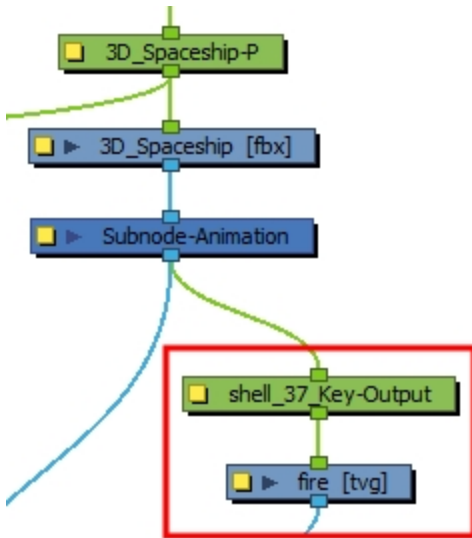 3D_Spaceship-P
3D_Spaceship [fbx]
Subnode-Animation
shell_37_Key-Output
fire [tvg]